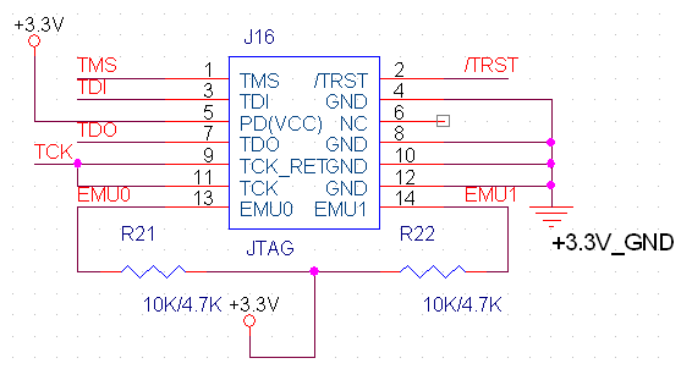 +3.3V
J16
TMS 1 TMS /TRST 2 /TRST
TDI 3 TDI GND 4
5 PD(VCC) NC 6
TDO 7 TDO GND 8
TCK 9 TCK_RET GND 10
11 TCK GND 12
EMU0 13 EMU0 EMU1 14 EMU1
R21 JTAG R22 +3.3V_GND
10K/4.7K +3.3V 10K/4.7K